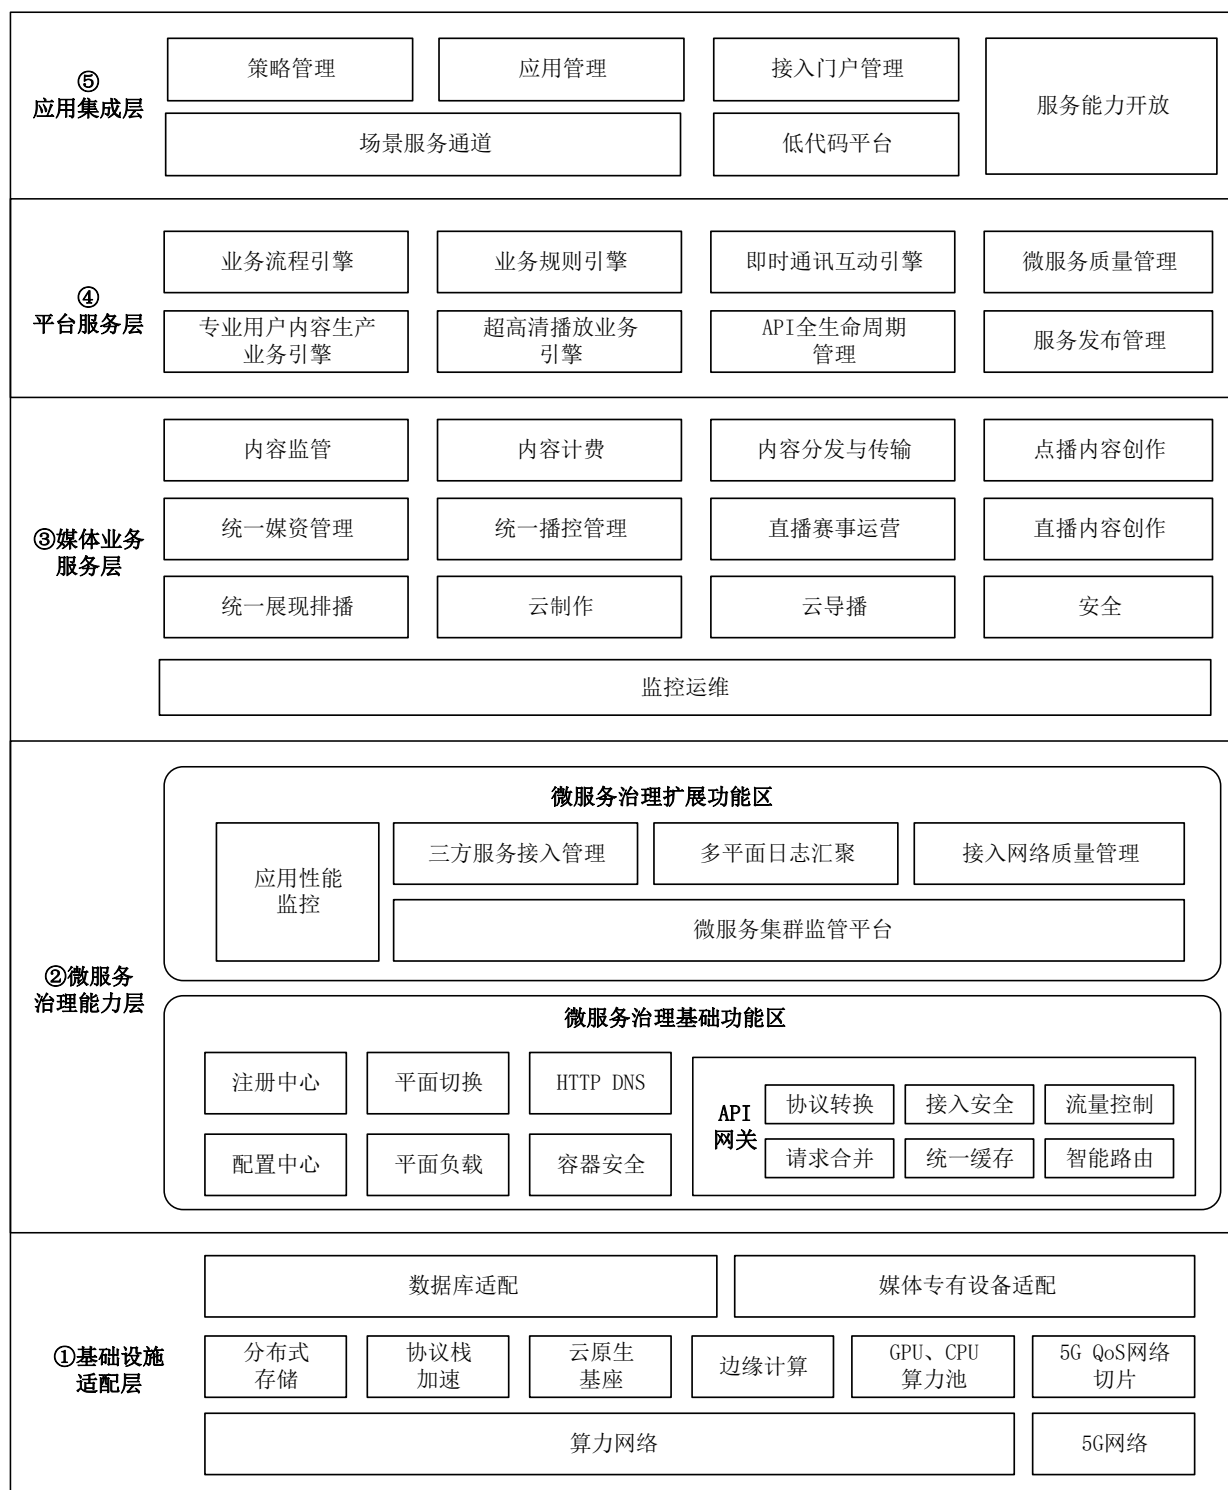 ⑤
应用集成层
策略管理
应用管理
接入门户管理
服务能力开放
场景服务通道
低代码平台
④
平台服务层
业务流程引擎
业务规则引擎
即时通讯互动引擎
微服务质量管理
专业用户内容生产
业务引擎
超高清播放业务
引擎
API全生命周期
管理
服务发布管理
③媒体业务
服务层
内容监管
内容计费
内容分发与传输
点播内容创作
统一媒资管理
统一播控管理
直播赛事运营
直播内容创作
统一展现排播
云制作
云导播
安全
监控运维
②微服务
治理能力层
微服务治理扩展功能区
应用性能
监控
三方服务接入管理
多平面日志汇聚
接入网络质量管理
微服务集群监管平台
微服务治理基础功能区
注册中心
平面切换
HTTP DNS
配置中心
平面负载
容器安全
API
网关
协议转换
接入安全
流量控制
请求合并
统一缓存
智能路由
①基础设施
适配层
数据库适配
媒体专有设备适配
分布式
存储
协议栈
加速
云原生
基座
边缘计算
GPU、CPU
算力池
5G QoS网络
切片
算力网络
5G网络